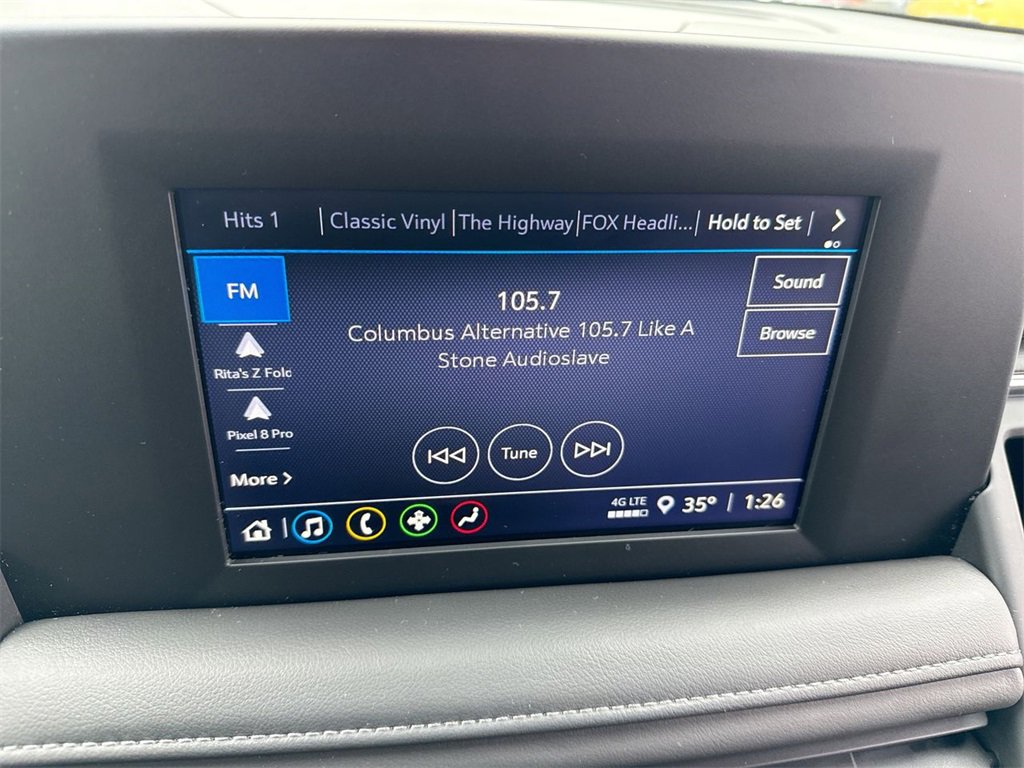 Hits 1
Classic Vinyl
The Highway
FOX Headli...
Hold to Set
FM
105.7
Columbus Alternative 105.7 Like A
Stone Audioslave
Sound
Browse
Rita's Z Fold
Pixel 8 Pro
Tune
More
4G LTE
35°
1:26